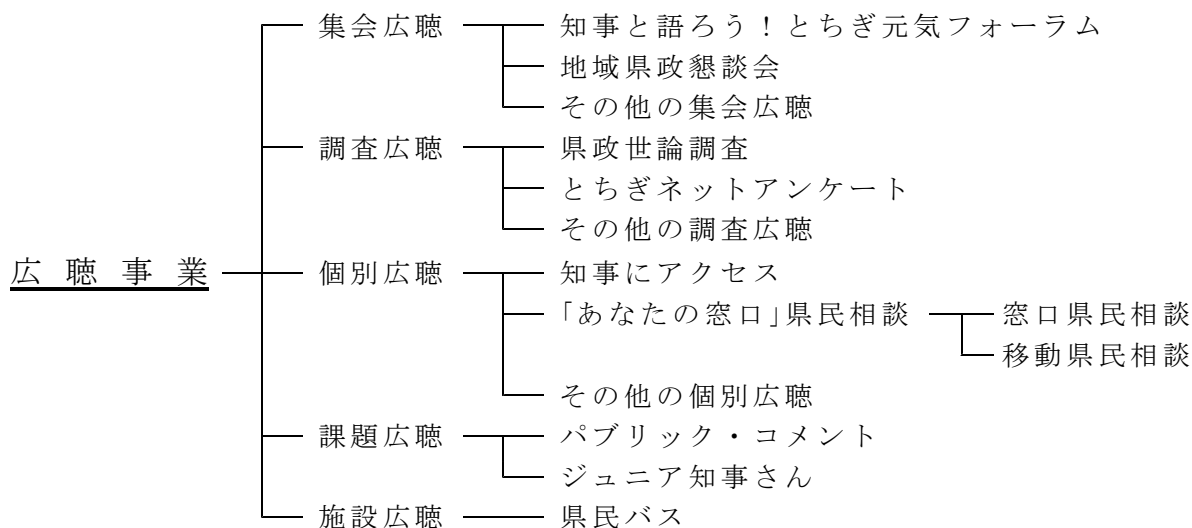 集会広聴 知事と語ろう！とちぎ元気フォーラム
地域県政懇談会
その他の集会広聴
調査広聴 県政世論調査
とちぎネットアンケート
その他の調査広聴
広聴事業 個別広聴 知事にアクセス
「あなたの窓口」県民相談 窓口県民相談
移動県民相談
その他の個別広聴
課題広聴 パブリック・コメント
ジュニア知事さん
施設広聴 県民バス